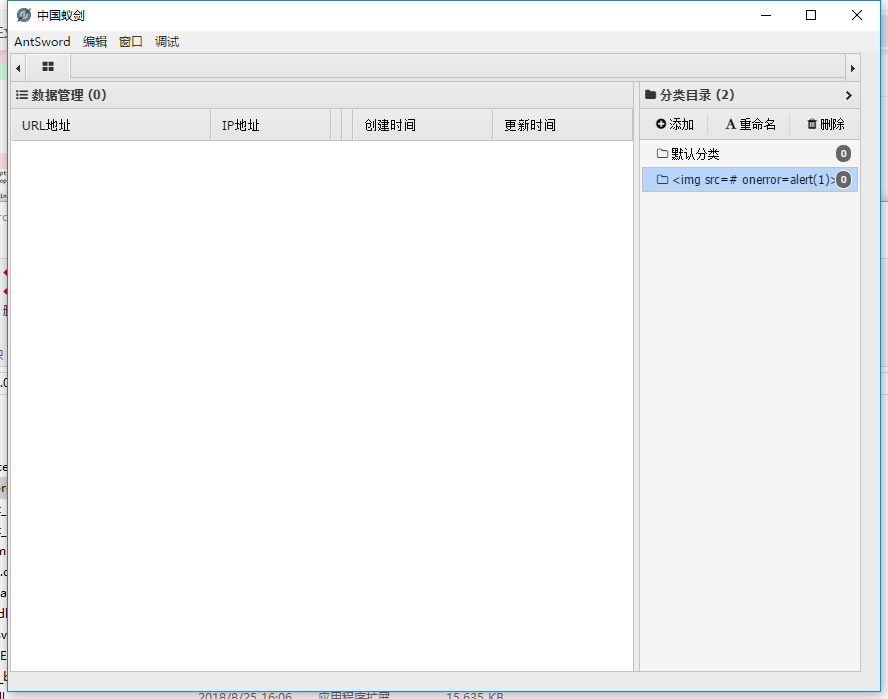 中国蚁剑
AntSword 编辑 窗口 调试
数据管理 (0)
分类目录 (2)
URL地址 IP地址 创建时间 更新时间
添加 重命名 删除
默认分类 0
<img src=# onerror=alert(1)> 0
2018/8/25 16:06 应用程序扩展 15,635 KB